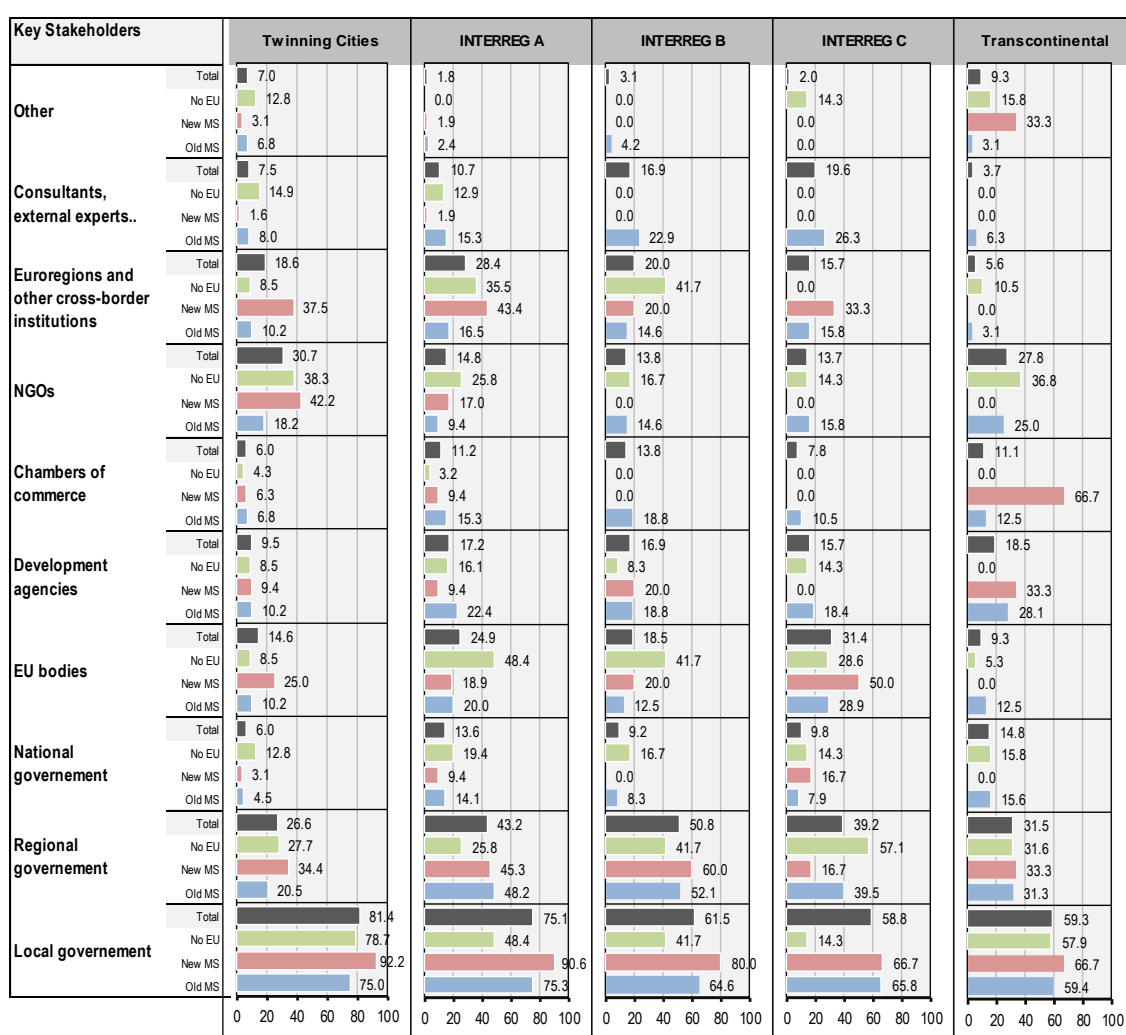 Key Stakeholders
Twinning Cities INTERREG A INTERREG B INTERREG C Transcontinental
Other
Total 7.0 1.8 3.1 2.0 9.3
No EU 12.8 0.0 0.0 14.3 15.8
New MS 3.1 1.9 0.0 0.0 33.3
Old MS 6.8 2.4 4.2 0.0 3.1
Consultants,
external experts..
Total 7.5 10.7 16.9 19.6 3.7
No EU 14.9 12.9 0.0 0.0 0.0
New MS 1.6 1.9 0.0 0.0 0.0
Old MS 8.0 15.3 22.9 26.3 6.3
Euroregions and
other cross-border
institutions
Total 18.6 28.4 20.0 15.7 5.6
No EU 8.5 35.5 41.7 0.0 10.5
New MS 37.5 43.4 20.0 33.3 0.0
Old MS 10.2 16.5 14.6 15.8 3.1
NGOs
Total 30.7 14.8 13.8 13.7 27.8
No EU 38.3 25.8 16.7 14.3 36.8
New MS 42.2 17.0 0.0 0.0 0.0
Old MS 18.2 9.4 14.6 15.8 25.0
Chambers of
commerce
Total 6.0 11.2 13.8 7.8 11.1
No EU 4.3 3.2 0.0 0.0 0.0
New MS 6.3 9.4 0.0 0.0 66.7
Old MS 6.8 15.3 18.8 10.5 12.5
Development
agencies
Total 9.5 17.2 16.9 15.7 18.5
No EU 8.5 16.1 8.3 14.3 0.0
New MS 9.4 9.4 20.0 0.0 33.3
Old MS 10.2 22.4 18.8 18.4 28.1
EU bodies
Total 14.6 24.9 18.5 31.4 9.3
No EU 8.5 48.4 41.7 28.6 5.3
New MS 25.0 18.9 20.0 50.0 0.0
Old MS 10.2 20.0 12.5 28.9 12.5
National
governement
Total 6.0 13.6 9.2 9.8 14.8
No EU 12.8 19.4 16.7 14.3 15.8
New MS 3.1 9.4 0.0 16.7 0.0
Old MS 4.5 14.1 8.3 7.9 15.6
Regional
governement
Total 26.6 43.2 50.8 39.2 31.5
No EU 27.7 25.8 41.7 57.1 31.6
New MS 34.4 45.3 60.0 16.7 33.3
Old MS 20.5 48.2 52.1 39.5 31.3
Local governement
Total 81.4 75.1 61.5 58.8 59.3
No EU 78.7 48.4 41.7 14.3 57.9
New MS 92.2 90.6 80.0 66.7 66.7
Old MS 75.0 75.3 64.6 65.8 59.4
0 20 40 60 80 100 0 20 40 60 80 100 0 20 40 60 80 100 0 20 40 60 80 100 0 20 40 60 80 100